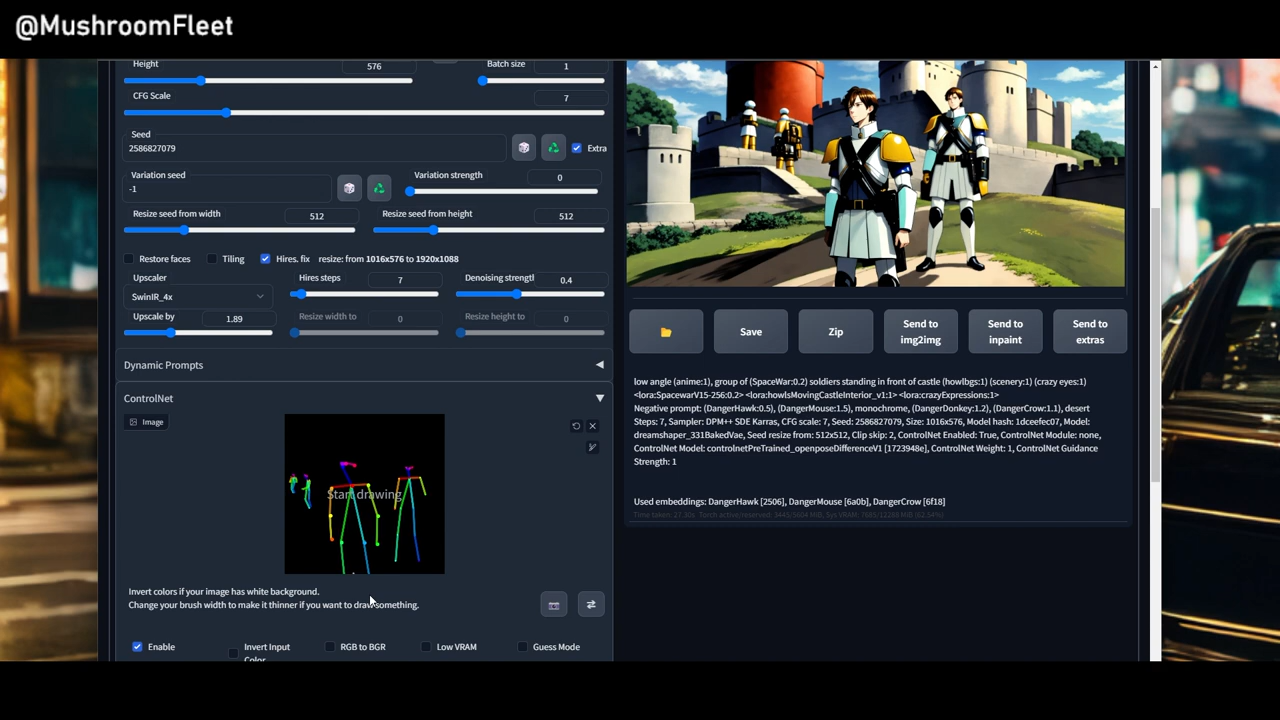 @MushroomFleet
Height
576
Batch size
1
CFG Scale
7
Seed
2586827079
Extra
Variation seed
-1
Variation strength
0
Resize seed from width
512
Resize seed from height
512
Restore faces
Tiling
Hires. fix
resize: from 1016x576 to 1920x1088
Upscaler
SwinIR_4x
Hires steps
7
Denoising strengt
0.4
Upscale by
1.89
Resize width to
0
Resize height to
0
Dynamic Prompts
ControlNet
Image
Start drawing
Invert colors if your image has white background.
Change your brush width to make it thinner if you want to draw something.
Enable
Invert Input
Color
RGB to BGR
Low VRAM
Guess Mode
Save
Zip
Send to
img2img
Send to
inpaint
Send to
extras
low angle (anime:1), group of (SpaceWar:0.2) soldiers standing in front of castle (howlbgs:1) (scenery:1) (crazy eyes:1)
<lora:SpacewarV15-256:0.2> <lora:howlsMovingCastleInterior_v1:1> <lora:crazyExpressions:1>
Negative prompt: (DangerHawk:0.5), (DangerMouse:1.5), monochrome, (DangerDonkey:1.2), (DangerCrow:1.1), desert
Steps: 7, Sampler: DPM++ SDE Karras, CFG scale: 7, Seed: 2586827079, Size: 1016x576, Model hash: 1dceefec07, Model:
dreamshaper_331BakedVae, Seed resize from: 512x512, Clip skip: 2, ControlNet Enabled: True, ControlNet Module: none,
ControlNet Model: controlnetPreTrained_openposeDifferenceV1 [1723948e], ControlNet Weight: 1, ControlNet Guidance
Strength: 1
Used embeddings: DangerHawk [2506], DangerMouse [6a0b], DangerCrow [6f18]